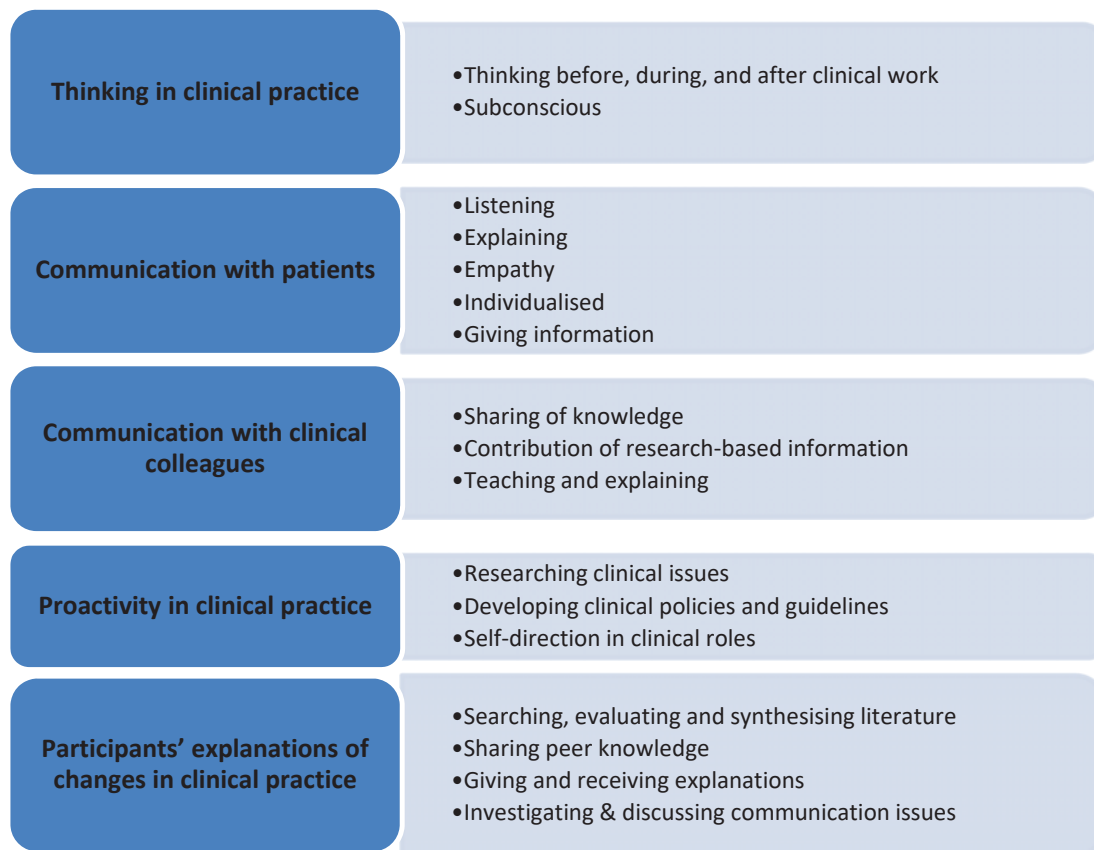 Thinking in clinical practice
•Thinking before, during, and after clinical work
•Subconscious
Communication with patients
•Listening
•Explaining
•Empathy
•Individualised
•Giving information
Communication with clinical
colleagues
•Sharing of knowledge
•Contribution of research-based information
•Teaching and explaining
Proactivity in clinical practice
•Researching clinical issues
•Developing clinical policies and guidelines
•Self-direction in clinical roles
Participants’ explanations of
changes in clinical practice
•Searching, evaluating and synthesising literature
•Sharing peer knowledge
•Giving and receiving explanations
•Investigating & discussing communication issues